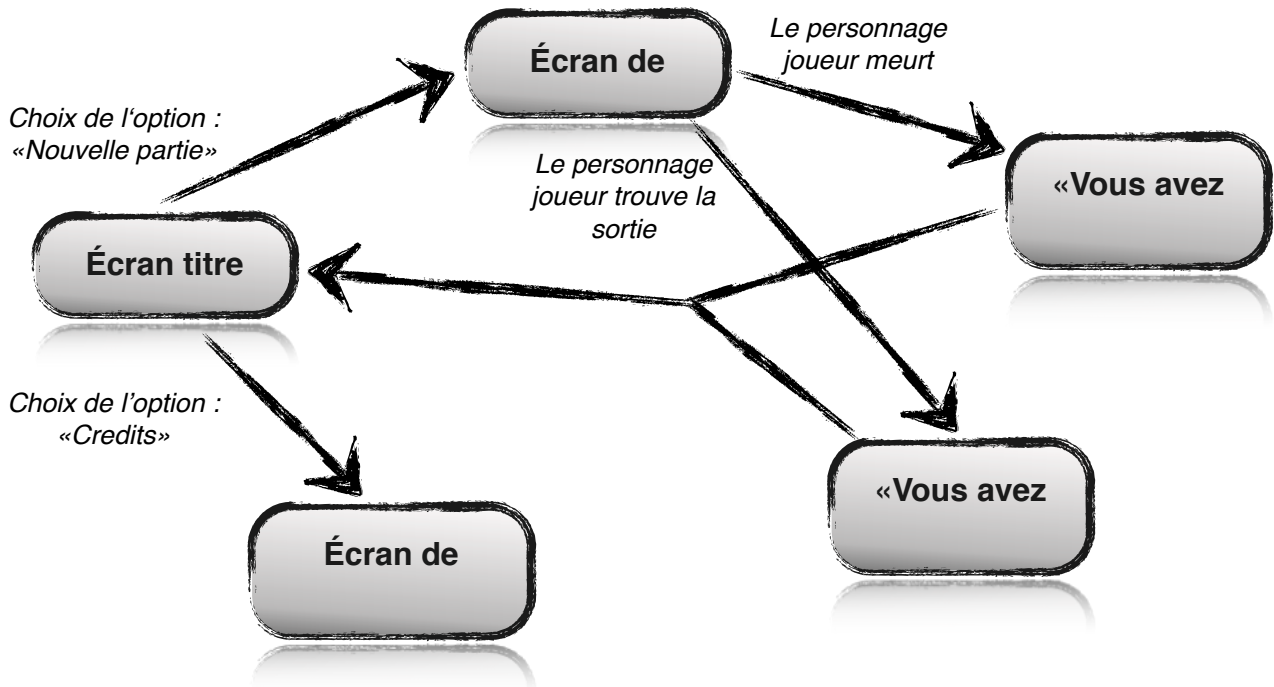 Écran de
Le personnage
joueur meurt
Choix de l‘option :
«Nouvelle partie»
Le personnage
joueur trouve la
sortie
«Vous avez
Écran titre
Choix de l’option :
«Credits»
«Vous avez
Écran de